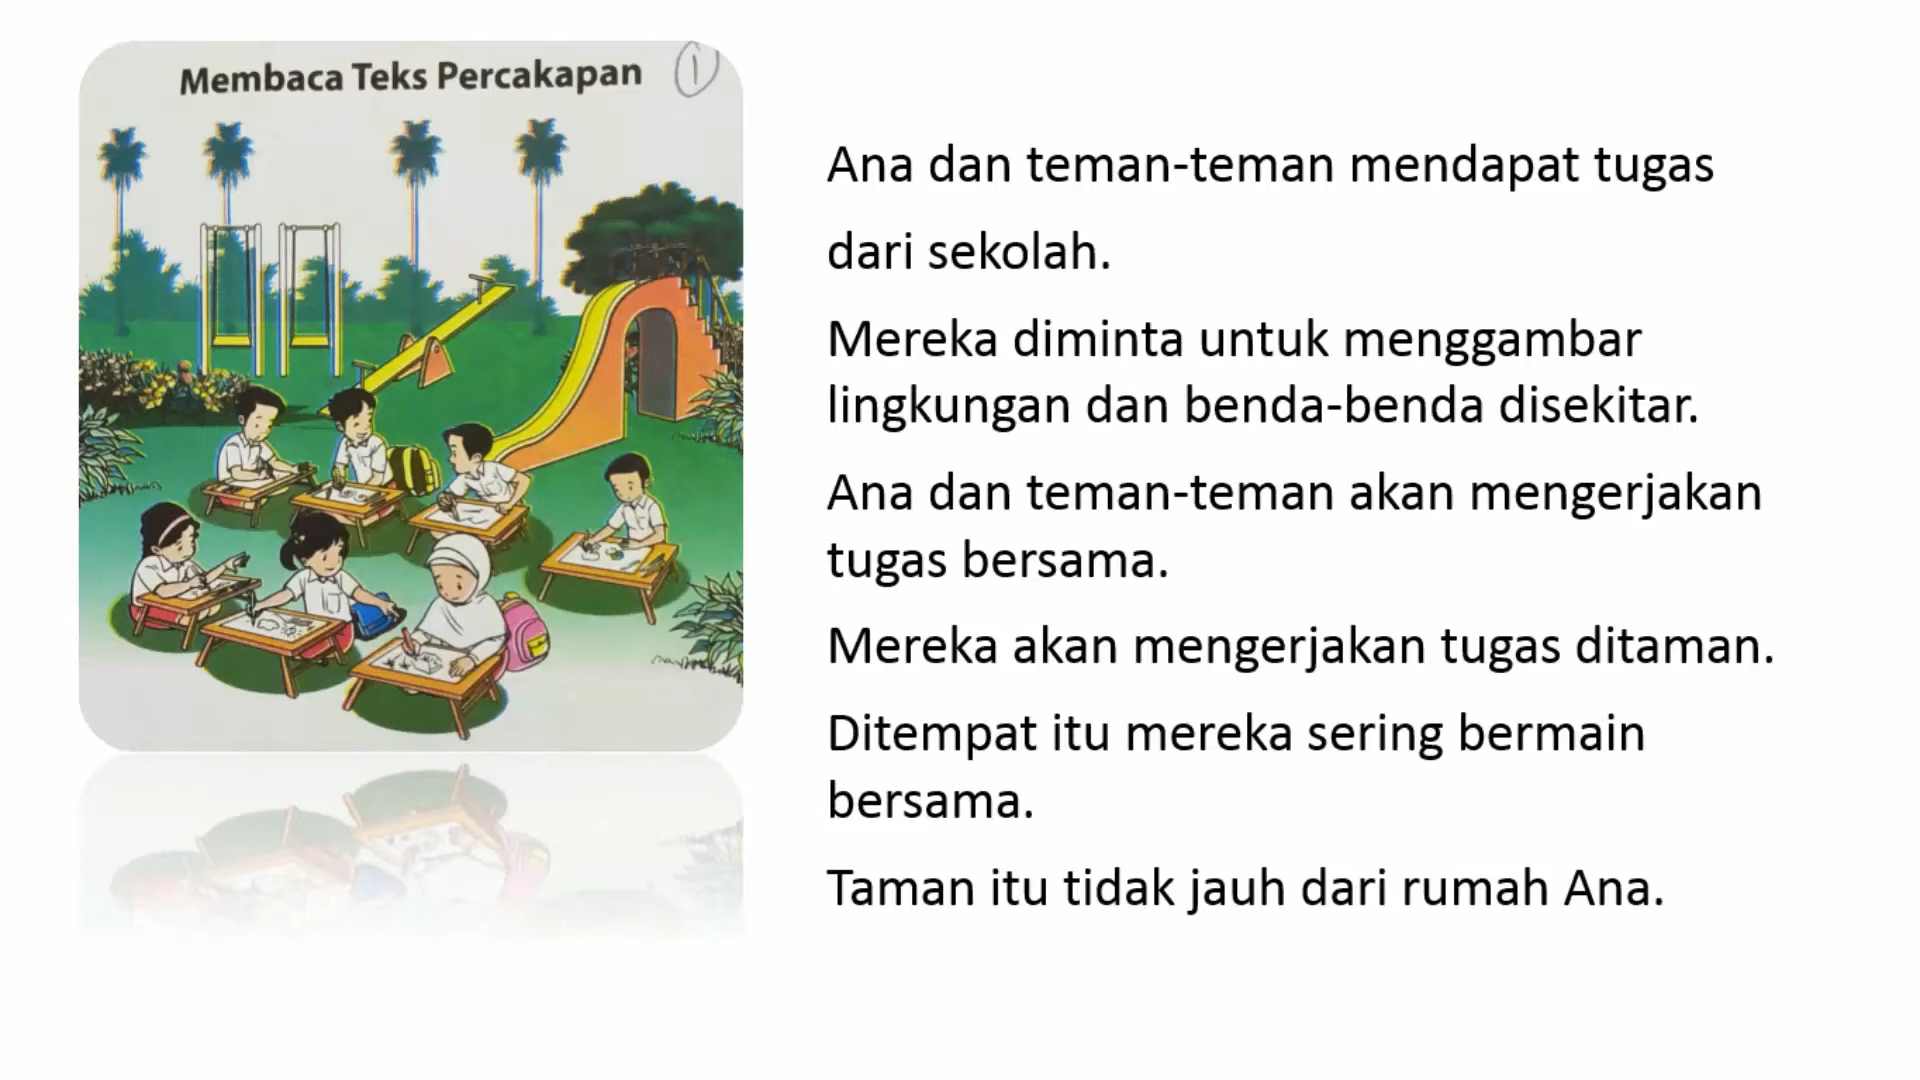 Membaca Teks Percakapan 1
Ana dan teman-teman mendapat tugas
dari sekolah.
Mereka diminta untuk menggambar
lingkungan dan benda-benda disekitar.
Ana dan teman-teman akan mengerjakan
tugas bersama.
Mereka akan mengerjakan tugas ditaman.
Ditempat itu mereka sering bermain
bersama.
Taman itu tidak jauh dari rumah Ana.